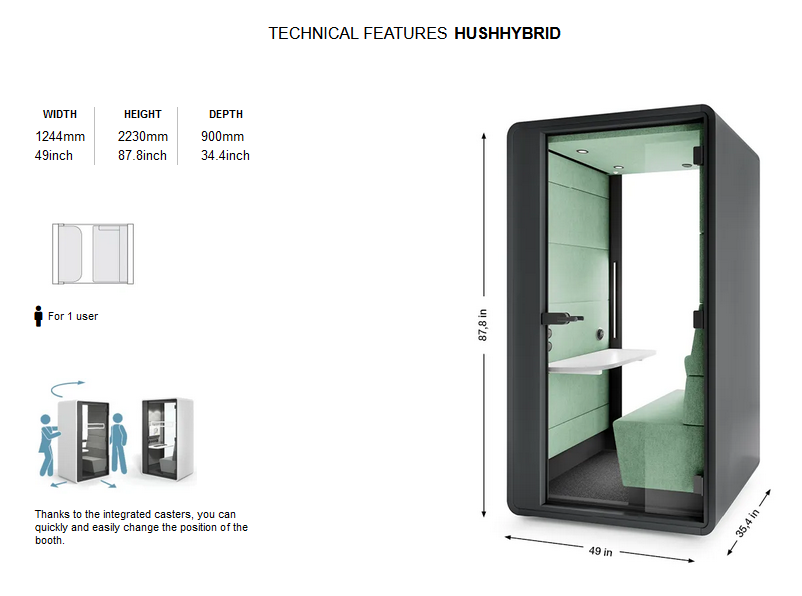 TECHNICAL FEATURES HUSHHYBRID
WIDTH HEIGHT DEPTH
1244mm 2230mm 900mm
49inch 87.8inch 34.4inch
For 1 user
Thanks to the integrated casters, you can
quickly and easily change the position of the
booth.
87,8 in
49 in
35,4 in